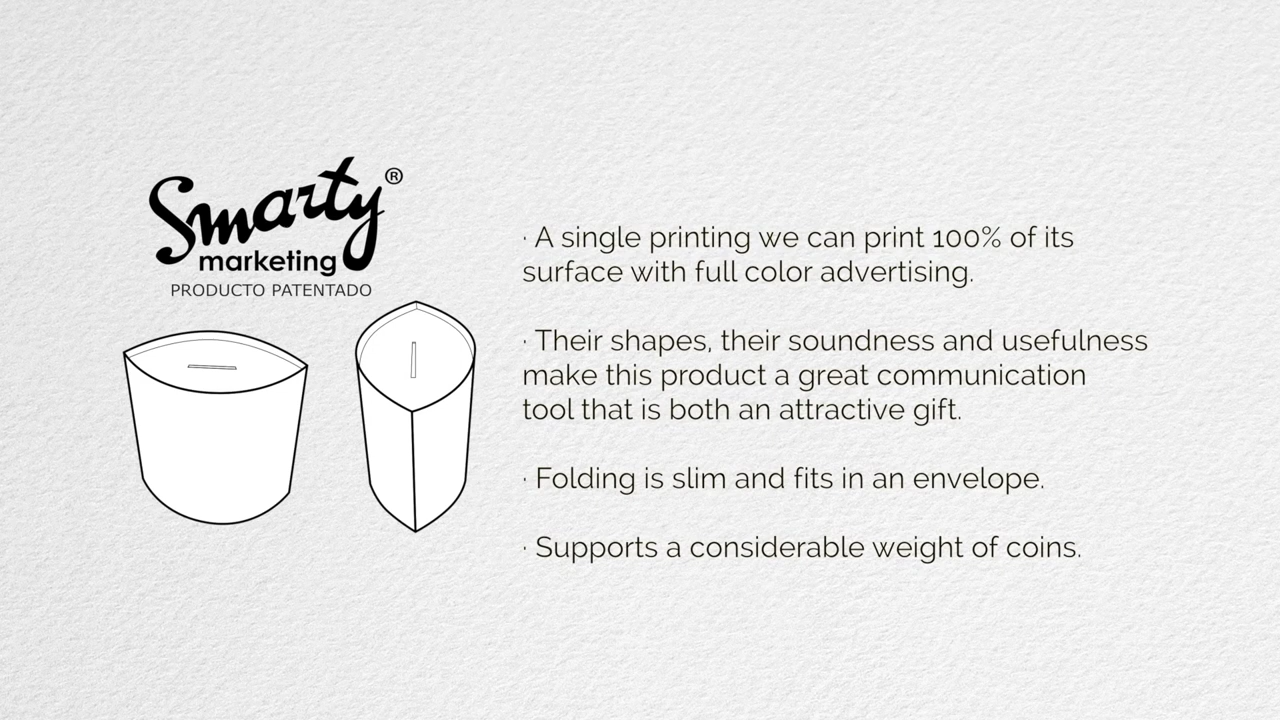 Smarty®
marketing
PRODUCTO PATENTADO
· A single printing we can print 100% of its
surface with full color advertising.
· Their shapes, their soundness and usefulness
make this product a great communication
tool that is both an attractive gift.
· Folding is slim and fits in an envelope.
· Supports a considerable weight of coins.